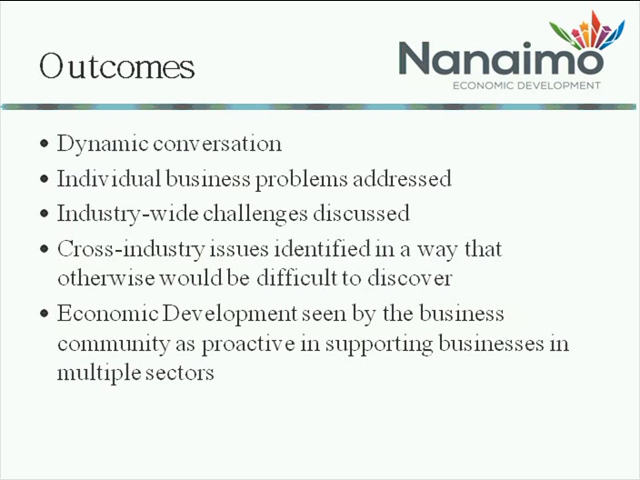 Outcomes
Nanaimo
ECONOMIC DEVELOPMENT
• Dynamic conversation
• Individual business problems addressed
• Industry-wide challenges discussed
• Cross-industry issues identified in a way that
otherwise would be difficult to discover
• Economic Development seen by the business
community as proactive in supporting businesses in
multiple sectors